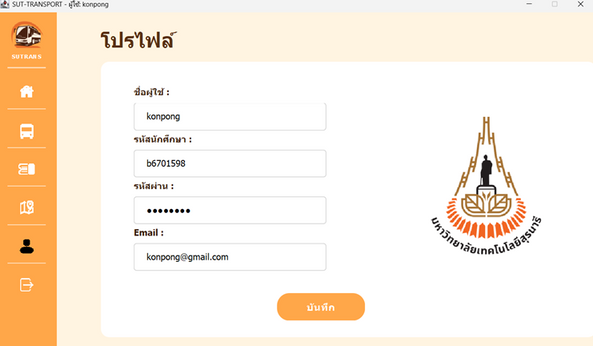 SUT-TRANSPORT - ผู้ใช้: konpong
SUTRANS
โปรไฟล์
ชื่อผู้ใช้ :
konpong
รหัสนักศึกษา :
b6701598
รหัสผ่าน :
●●●●●●●●
Email :
konpong@gmail.com
บันทึก
มหาวิทยาลัยเทคโนโลยีสุรนารี